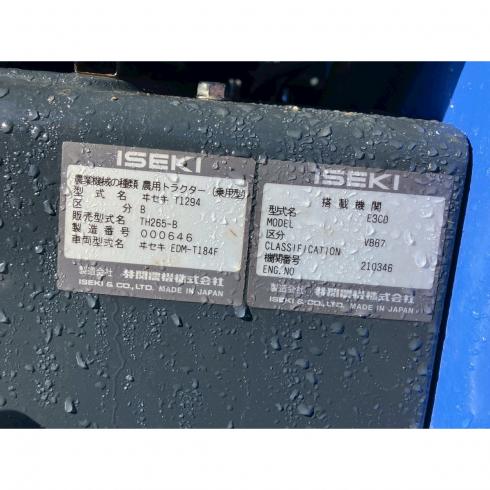 ISEKI
農業機械の種類 農用トラクター（乗用型）
型式名 ヰセキ T1294
区分 B
販売型式名 TH265-B
製造番号 000646
車両型式名 ヰセキ EDM-T184F
製造会社 井関農機株式会社
ISEKI & CO., LTD. MADE IN JAPAN
ISEKI
搭載機関
型式名 E3CD
MODEL
区分 VB67
CLASSIFICATION
機関番号 210346
ENG.NO
製造会社 井関農機株式会社
ISEKI & CO., LTD. MADE IN JAPAN